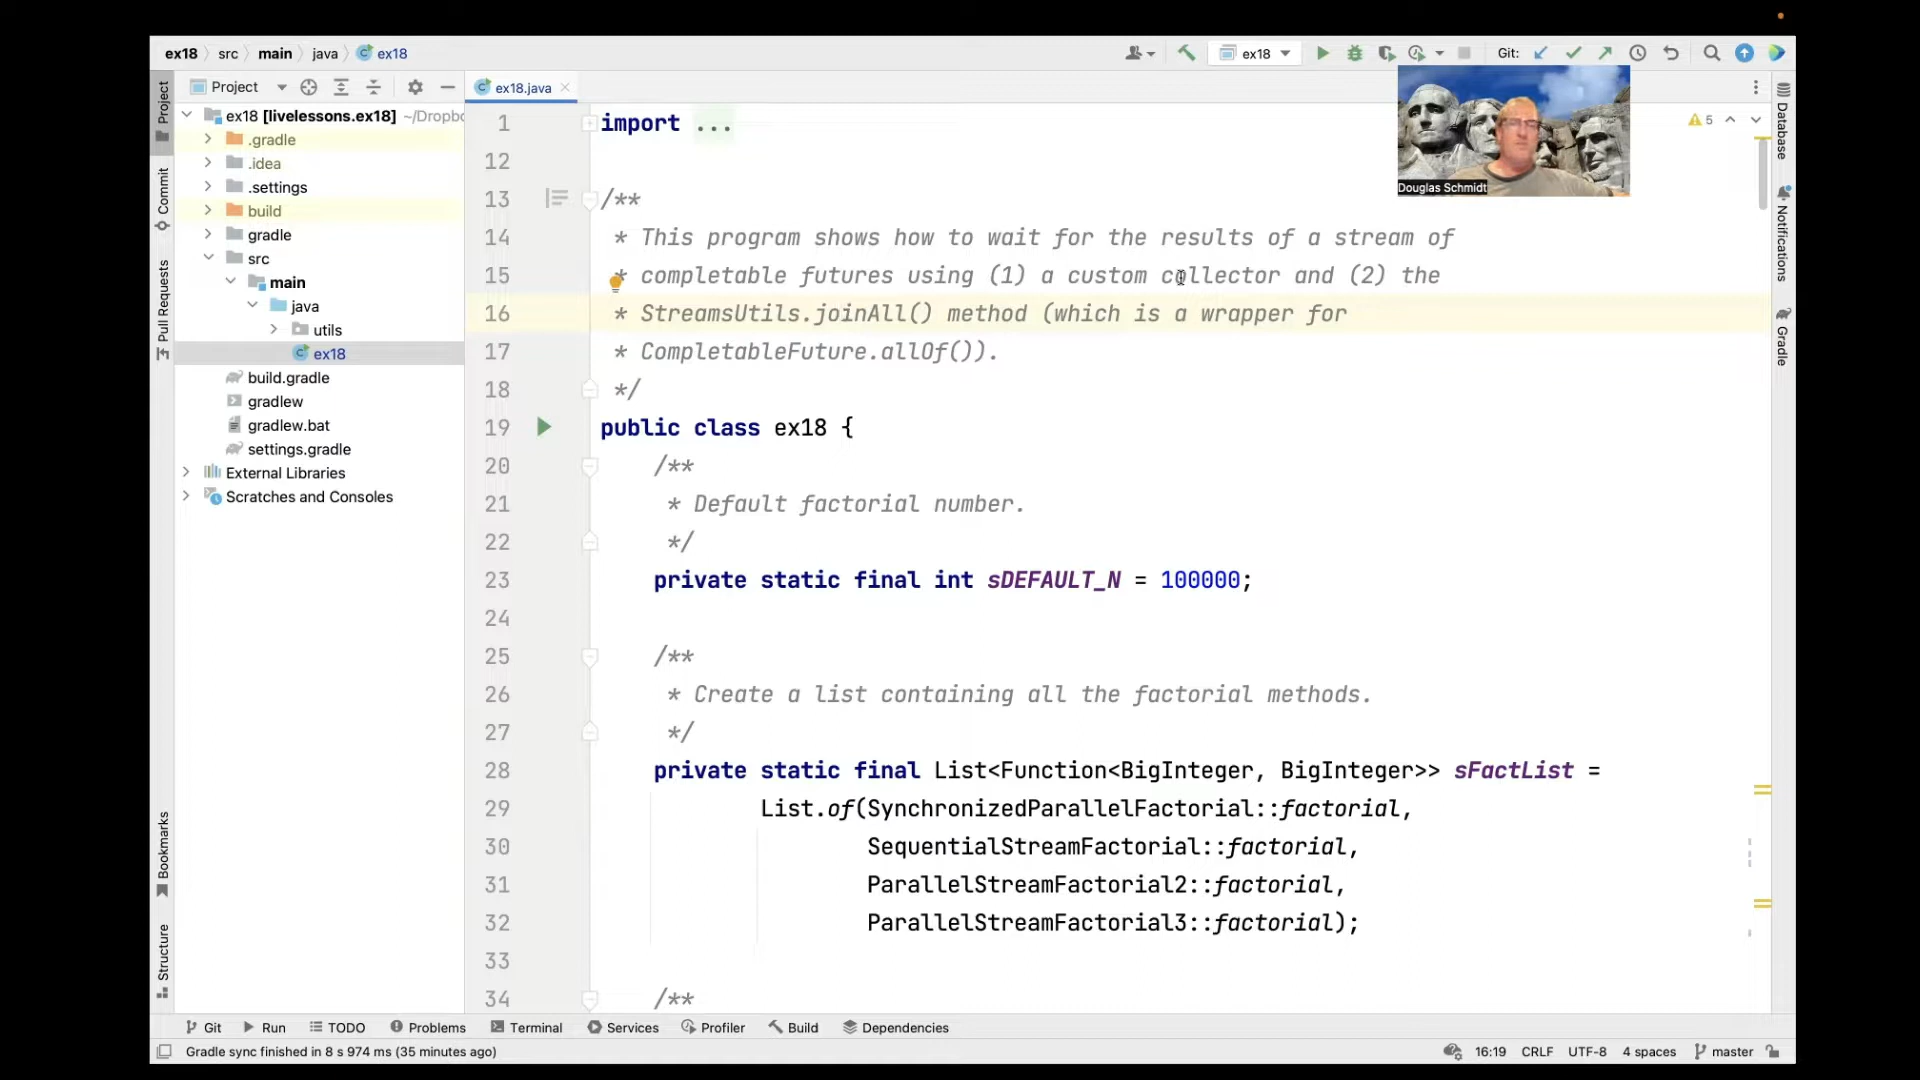 ex18 src main java ex18
ex18
Git:
Project
ex18.java
Project
Commit
Pull Requests
Bookmarks
Structure
ex18 [livelessons.ex18] ~/Dropbo
.gradle
.idea
.settings
build
gradle
src
main
java
utils
ex18
build.gradle
gradlew
gradlew.bat
settings.gradle
External Libraries
Scratches and Consoles
1 import ...
12
13 /**
14 * This program shows how to wait for the results of a stream of
15 * completable futures using (1) a custom collector and (2) the
16 * StreamsUtils.joinAll() method (which is a wrapper for
17 * CompletableFuture.allOf()).
18 */
19 public class ex18 {
20 /**
21 * Default factorial number.
22 */
23 private static final int sDEFAULT_N = 100000;
24
25 /**
26 * Create a list containing all the factorial methods.
27 */
28 private static final List<Function<BigInteger, BigInteger>> sFactList =
29 List.of(SynchronizedParallelFactorial::factorial,
30 SequentialStreamFactorial::factorial,
31 ParallelStreamFactorial2::factorial,
32 ParallelStreamFactorial3::factorial);
33
34 /**
Douglas Schmidt
5
Database
Notifications
Gradle
Git Run TODO Problems Terminal Services Profiler Build Dependencies
Gradle sync finished in 8 s 974 ms (35 minutes ago)
16:19 CRLF UTF-8 4 spaces master